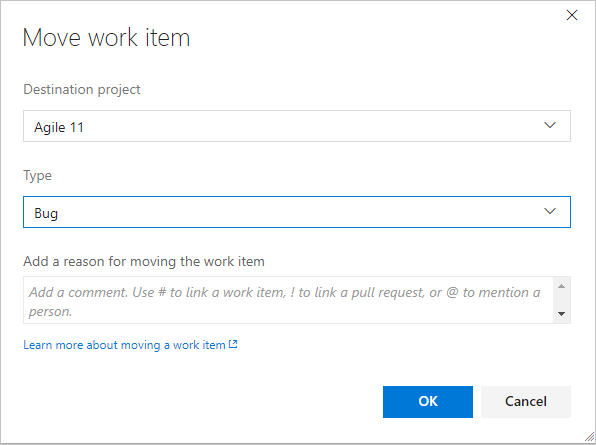 Move work item
Destination project
Agile 11
Type
Bug
Add a reason for moving the work item
Add a comment. Use # to link a work item, ! to link a pull request, or @ to mention a
person.
Learn more about moving a work item
OK
Cancel